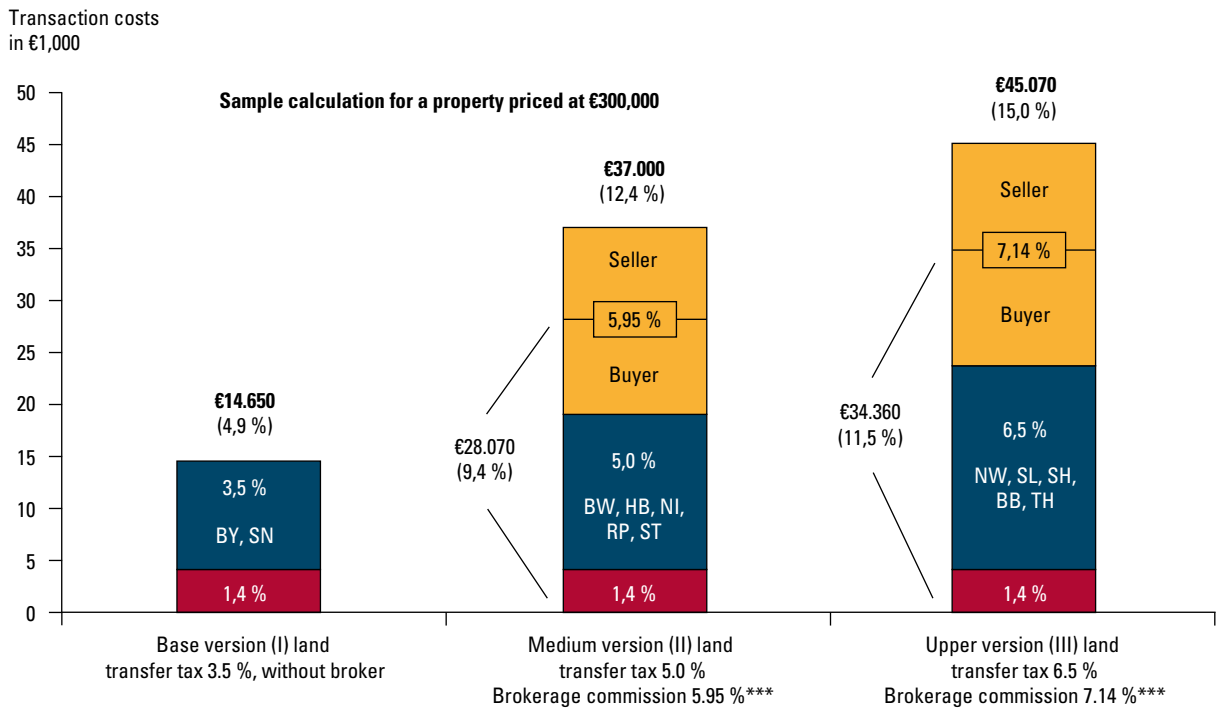 Transaction costs
in €1,000
Sample calculation for a property priced at €300,000
50
45
40
35
30
25
20
15
10
5
0
€14.650
(4,9 %)
3,5 %
BY, SN
1,4 %
€37.000
(12,4 %)
Seller
5,95 %
Buyer
€28.070
(9,4 %)
5,0 %
BW, HB, NI,
RP, ST
1,4 %
€45.070
(15,0 %)
Seller
7,14 %
Buyer
€34.360
(11,5 %)
6,5 %
NW, SL, SH,
BB, TH
1,4 %
Base version (I) land
transfer tax 3.5 %, without broker
Medium version (II) land
transfer tax 5.0 %
Brokerage commission 5.95 %***
Upper version (III) land
transfer tax 6.5 %
Brokerage commission 7.14 %***